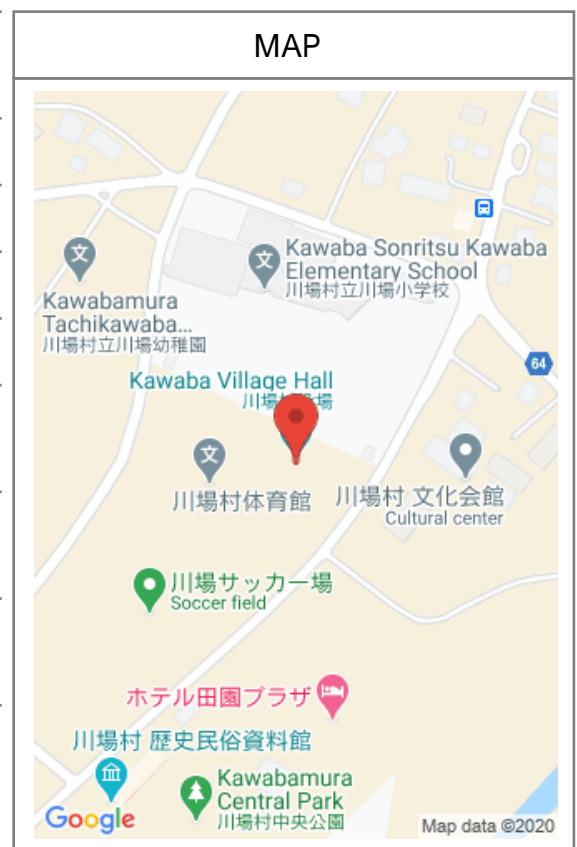 MAP
Kawaba Sonritsu Kawaba
Elementary School
川場村立川場小学校
Kawabamura
Tachikawaba...
川場村立川場幼稚園
64
Kawaba Village Hall
川場 場
川場村体育館
川場村 文化会館
Cultural center
川場サッカー場
Soccer field
ホテル田園プラザ
川場村 歴史民俗資料館
Kawabamura
Central Park
川場村中央公園
Google
Map data ©2020
文
文
文